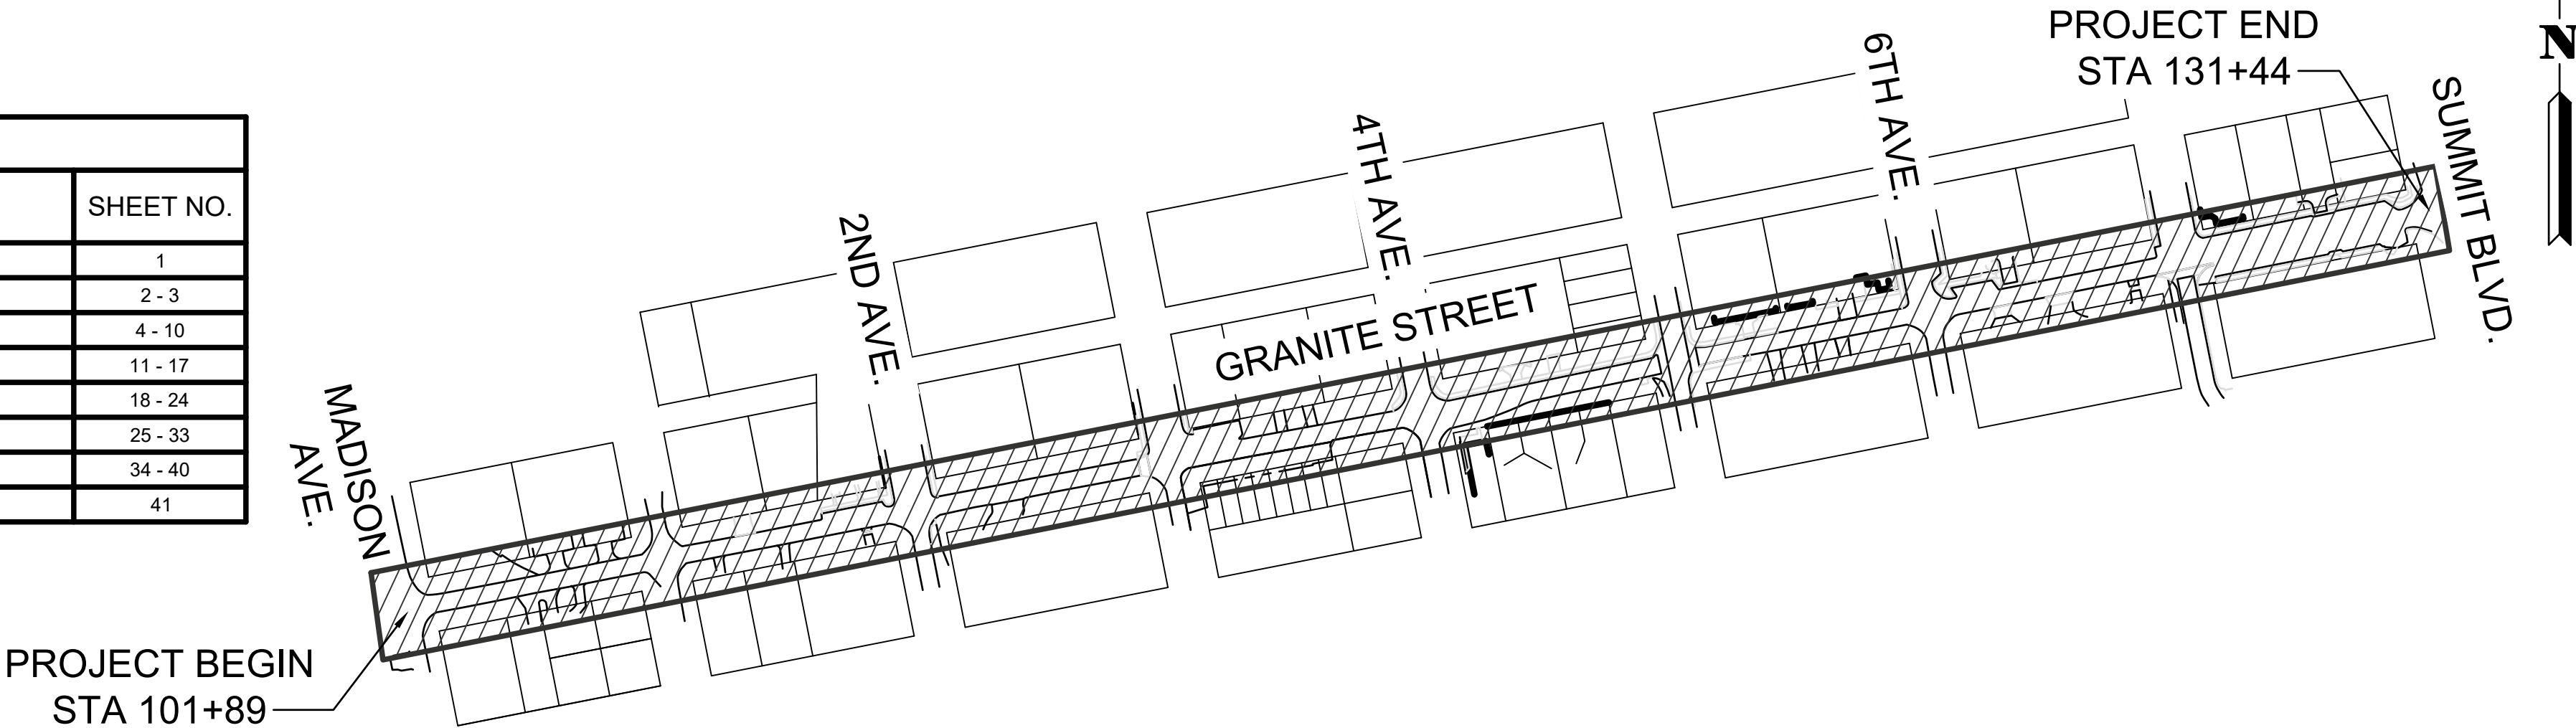 PROJECT END
STA 131+44
N
6TH AVE.
SUMMIT BLVD.
4TH AVE.
SHEET NO.
1
2 - 3
4 - 10
11 - 17
18 - 24
25 - 33
34 - 40
41
2ND AVE.
GRANITE STREET
MADISON
AVE.
PROJECT BEGIN
STA 101+89